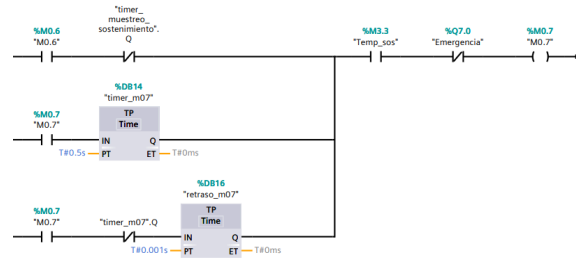 %M0.6
"M0.6"
"timer_
muestreo_
sostenimiento".
Q
%M3.3
"Temp_sos"
%Q7.0
"Emergencia"
%M0.7
"M0.7"
%M0.7
"M0.7"
%DB14
"timer_m07"
TP
Time
IN
Q
T#0.5s
PT
ET
T#0ms
%M0.7
"M0.7"
"timer_m07".Q
%DB16
"retraso_m07"
TP
Time
IN
Q
T#0.001s
PT
ET
T#0ms